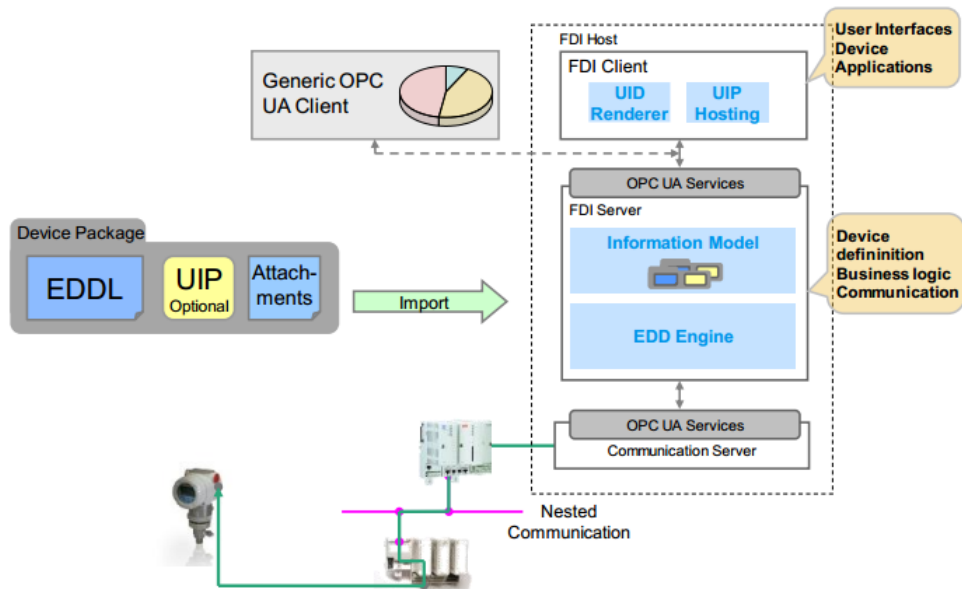 FDI Host
User Interfaces
Device
Applications
Generic OPC
UA Client
FDI Client
UID
Renderer
UIP
Hosting
OPC UA Services
FDI Server
Device Package
EDDL
UIP
Optional
Attach-
ments
Import
Information Model
EDD Engine
Device
defininition
Business logic
Communication
OPC UA Services
Communication Server
Nested
Communication